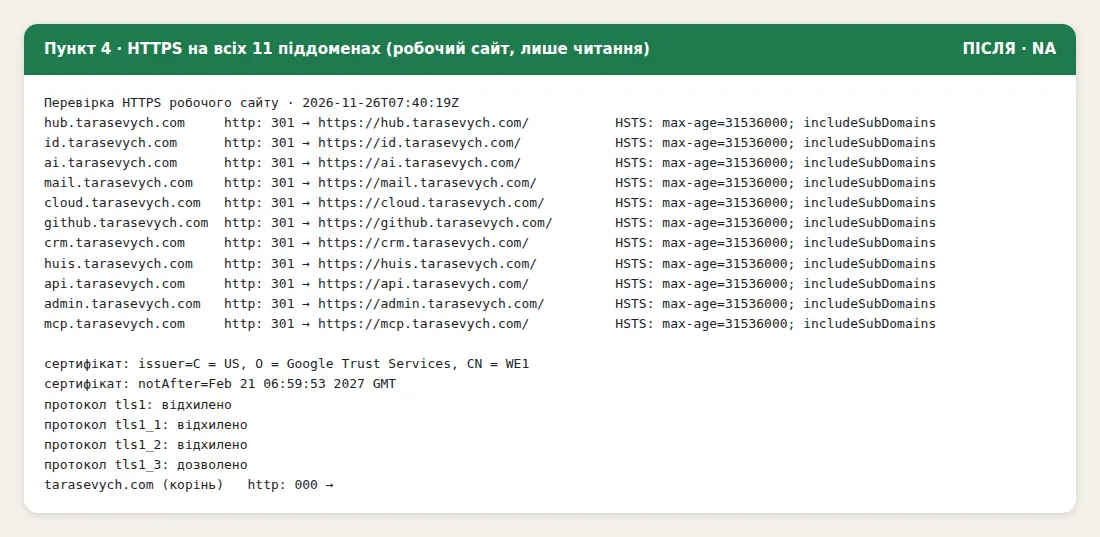 Пункт 4 · HTTPS на всіх 11 піддоменах (робочий сайт, лише читання) ПІСЛЯ · NA
Перевірка HTTPS робочого сайту · 2026-11-26T07:40:19Z
hub.tarasevych.com http: 301 → https://hub.tarasevych.com/ HSTS: max-age=31536000; includeSubDomains
id.tarasevych.com http: 301 → https://id.tarasevych.com/ HSTS: max-age=31536000; includeSubDomains
ai.tarasevych.com http: 301 → https://ai.tarasevych.com/ HSTS: max-age=31536000; includeSubDomains
mail.tarasevych.com http: 301 → https://mail.tarasevych.com/ HSTS: max-age=31536000; includeSubDomains
cloud.tarasevych.com http: 301 → https://cloud.tarasevych.com/ HSTS: max-age=31536000; includeSubDomains
github.tarasevych.com http: 301 → https://github.tarasevych.com/ HSTS: max-age=31536000; includeSubDomains
crm.tarasevych.com http: 301 → https://crm.tarasevych.com/ HSTS: max-age=31536000; includeSubDomains
huis.tarasevych.com http: 301 → https://huis.tarasevych.com/ HSTS: max-age=31536000; includeSubDomains
api.tarasevych.com http: 301 → https://api.tarasevych.com/ HSTS: max-age=31536000; includeSubDomains
admin.tarasevych.com http: 301 → https://admin.tarasevych.com/ HSTS: max-age=31536000; includeSubDomains
mcp.tarasevych.com http: 301 → https://mcp.tarasevych.com/ HSTS: max-age=31536000; includeSubDomains
сертифікат: issuer=C = US, O = Google Trust Services, CN = WE1
сертифікат: notAfter=Feb 21 06:59:53 2027 GMT
протокол tls1: відхилено
протокол tls1_1: відхилено
протокол tls1_2: відхилено
протокол tls1_3: дозволено
tarasevych.com (корінь) http: 000 →